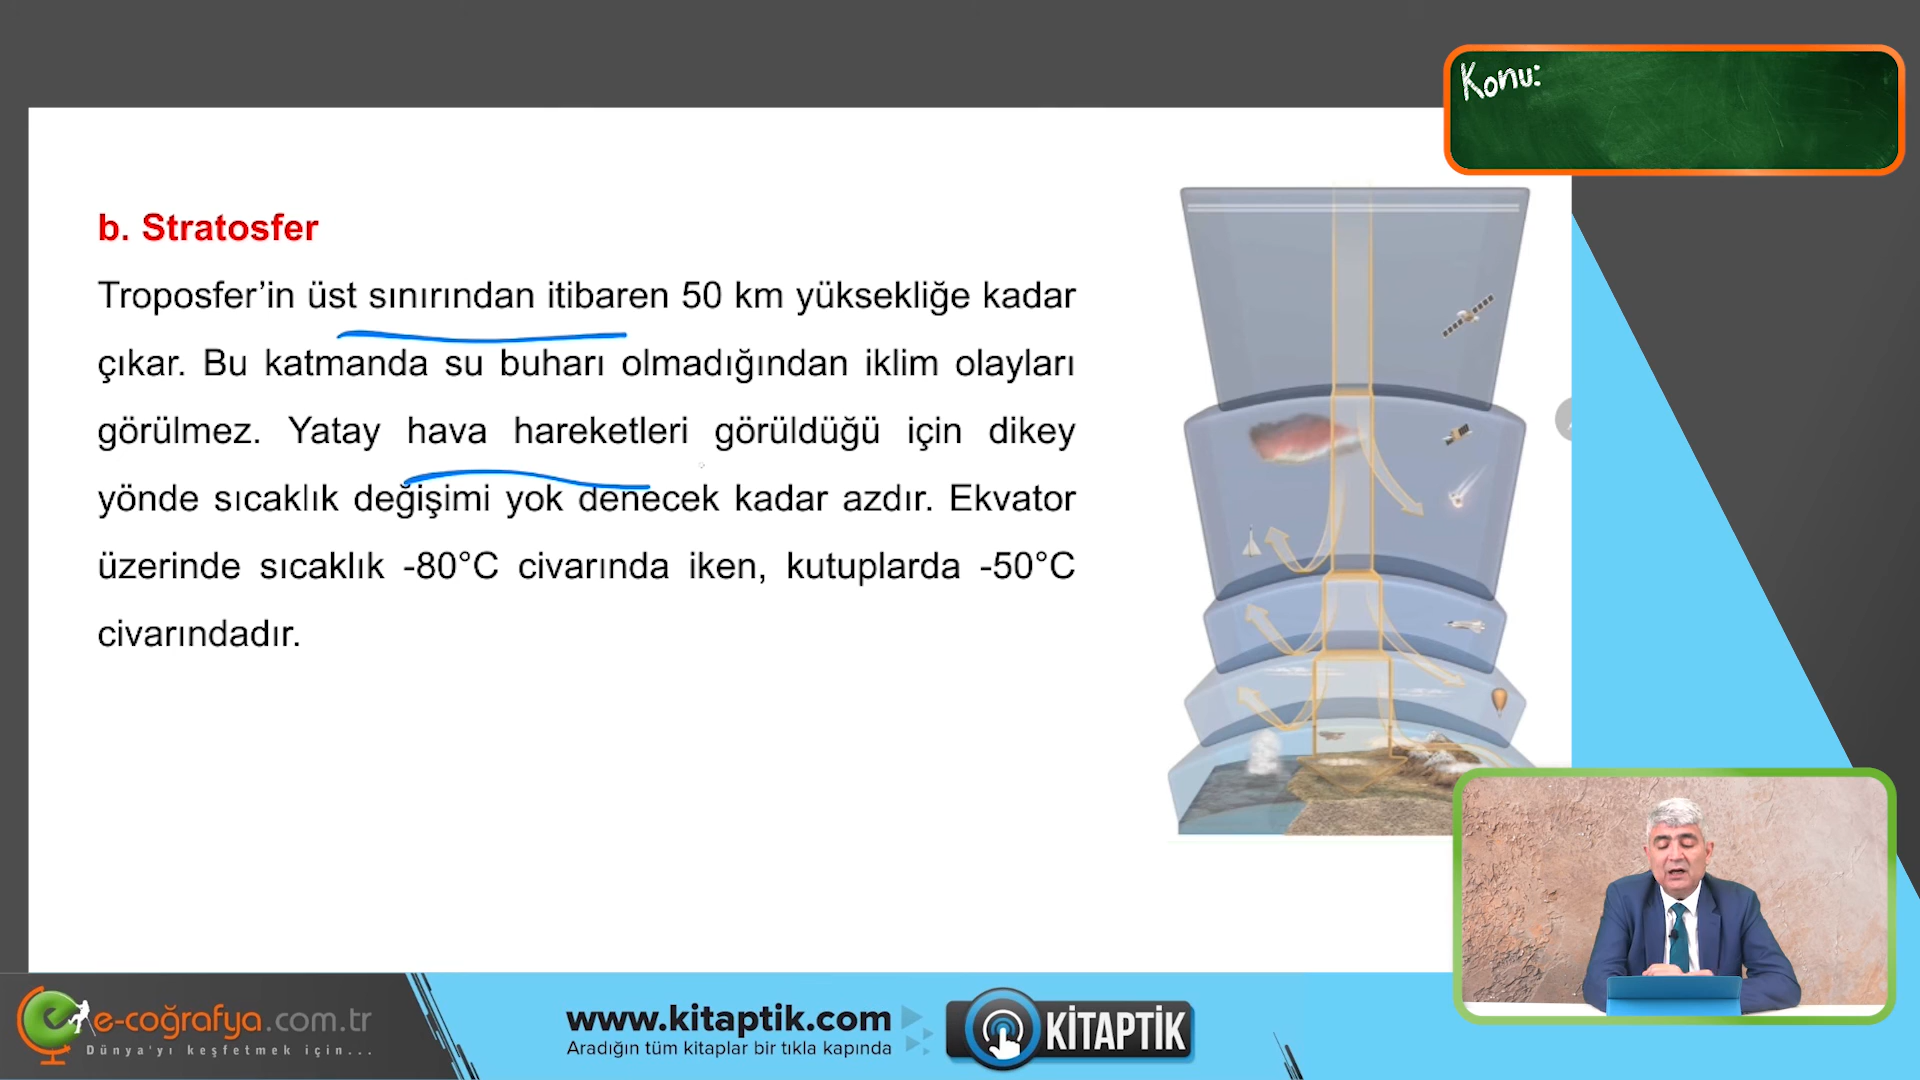 Konu:
b. Stratosfer
Troposfer’in üst sınırından itibaren 50 km yüksekliğe kadar
çıkar. Bu katmanda su buharı olmadığından iklim olayları
görülmez. Yatay hava hareketleri görüldüğü için dikey
yönde sıcaklık değişimi yok denecek kadar azdır. Ekvator
üzerinde sıcaklık -80°C civarında iken, kutuplarda -50°C
civarındadır.
e-coğrafya.com.tr
Dünya'yı keşfetmek için...
www.kitaptik.com
Aradığın tüm kitaplar bir tıkla kapında
KİTAPTİK